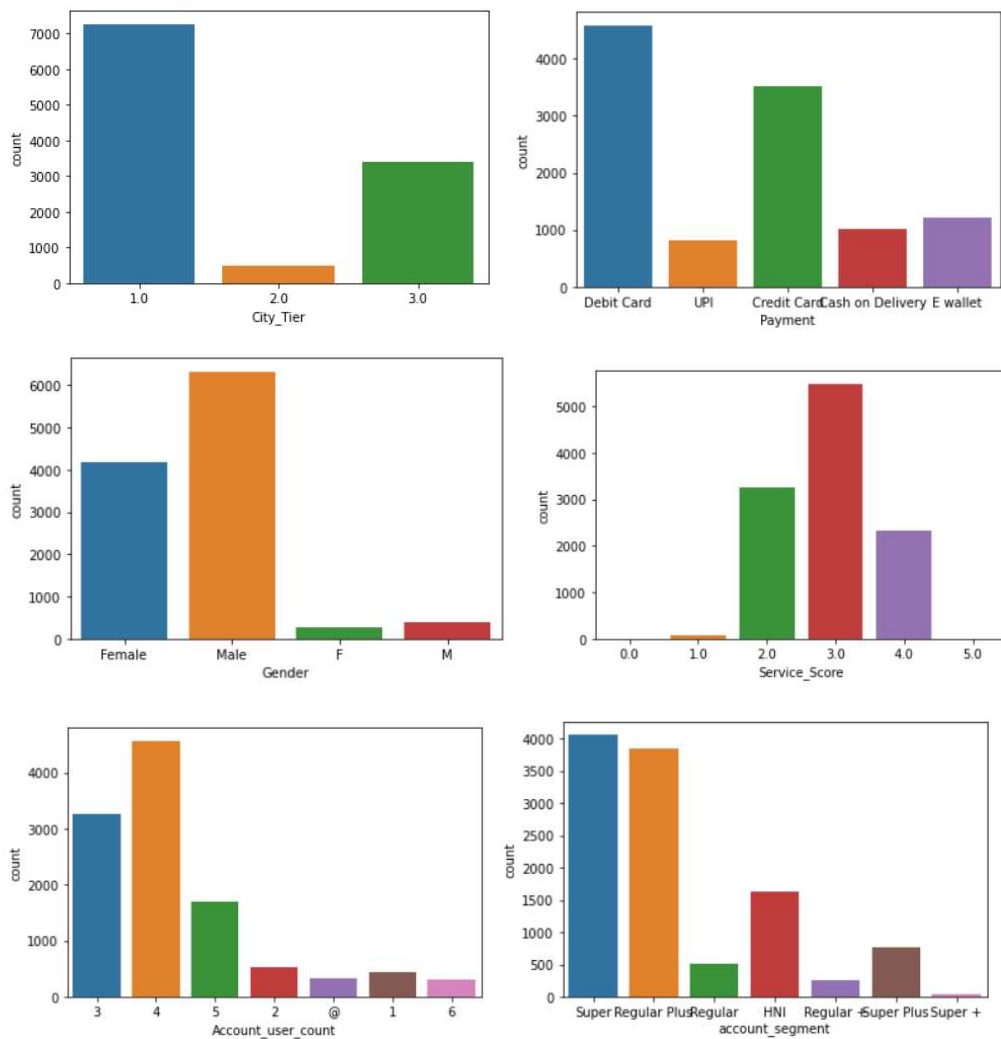 7000
6000
5000
4000
3000
2000
1000
0
count
1.0 2.0 3.0
City_Tier
4000
3000
2000
1000
0
count
Debit Card UPI Credit Card Cash on Delivery E wallet
Payment
6000
5000
4000
3000
2000
1000
0
count
Female Male F M
Gender
5000
4000
3000
2000
1000
0
count
0.0 1.0 2.0 3.0 4.0 5.0
Service_Score
4000
3000
2000
1000
0
count
3 4 5 2 @ 1 6
Account_user_count
4000
3500
3000
2500
2000
1500
1000
500
0
count
Super Regular Plus Regular HNI Regular + Super Plus Super +
account_segment